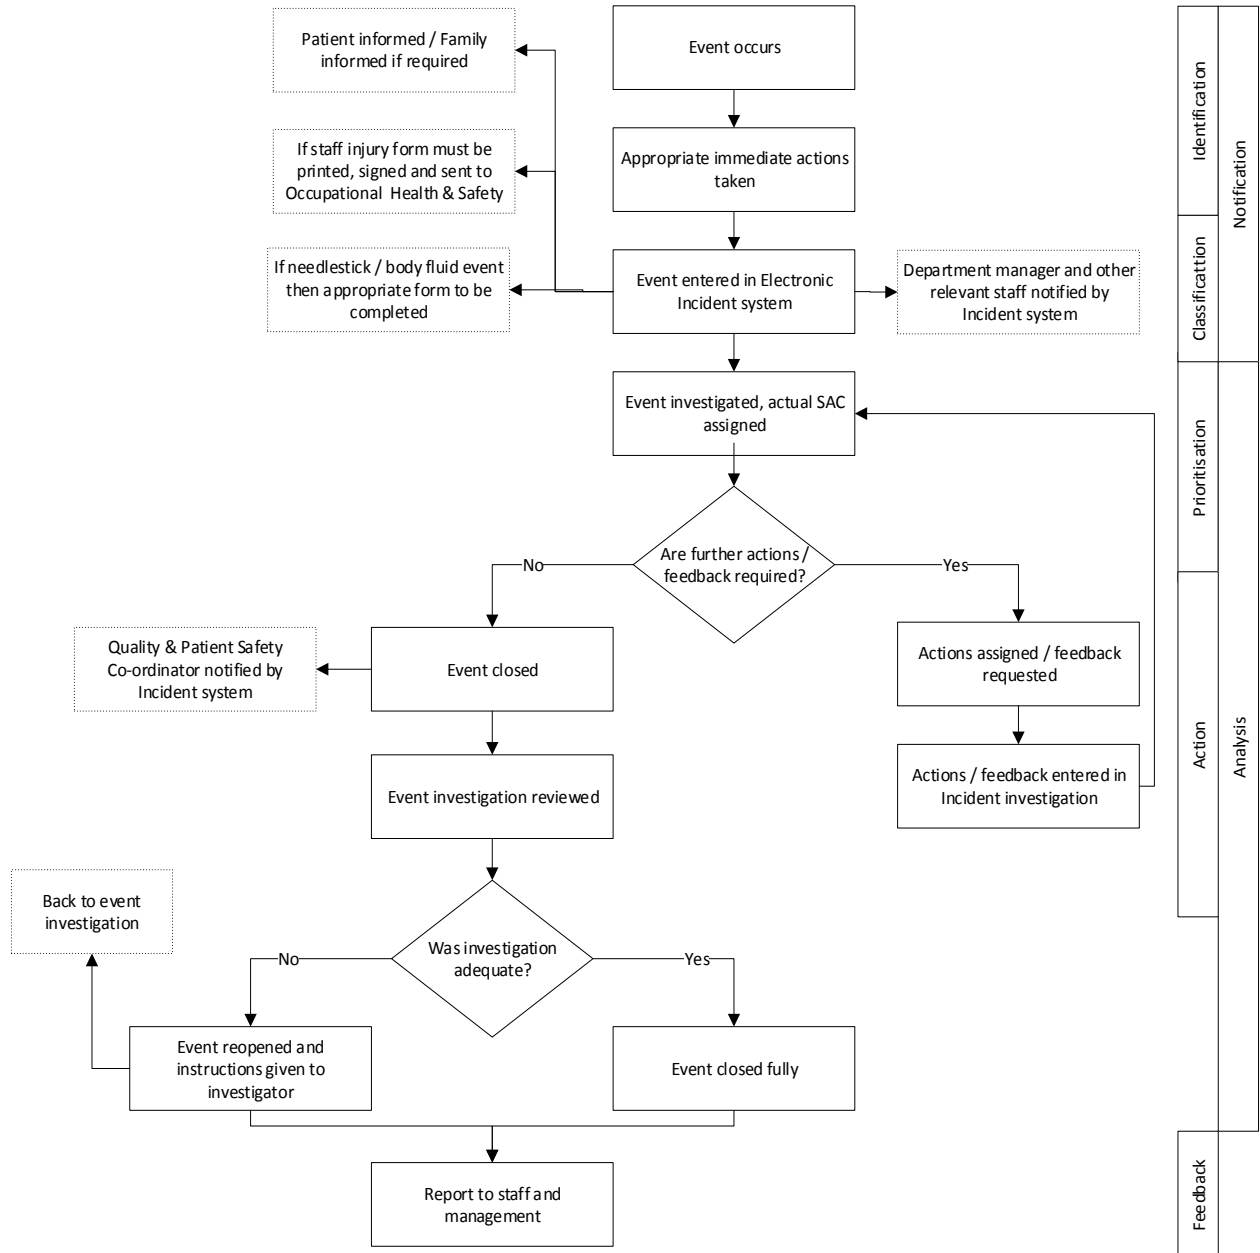 Event occurs
Patient informed / Family
informed if required
Appropriate immediate actions
taken
If staff injury form must be
printed, signed and sent to
Occupational Health & Safety
Event entered in Electronic
Incident system
If needlestick / body fluid event
then appropriate form to be
completed
Department manager and other
relevant staff notified by
Incident system
Event investigated, actual SAC
assigned
Are further actions /
feedback required?
No
Yes
Event closed
Quality & Patient Safety
Co-ordinator notified by
Incident system
Actions assigned / feedback
requested
Event investigation reviewed
Actions / feedback entered in
Incident investigation
Was investigation
adequate?
No
Yes
Back to event
investigation
Event reopened and
instructions given to
investigator
Event closed fully
Report to staff and
management
Identification
Classificattion
Notification
Prioritisation
Action
Analysis
Feedback